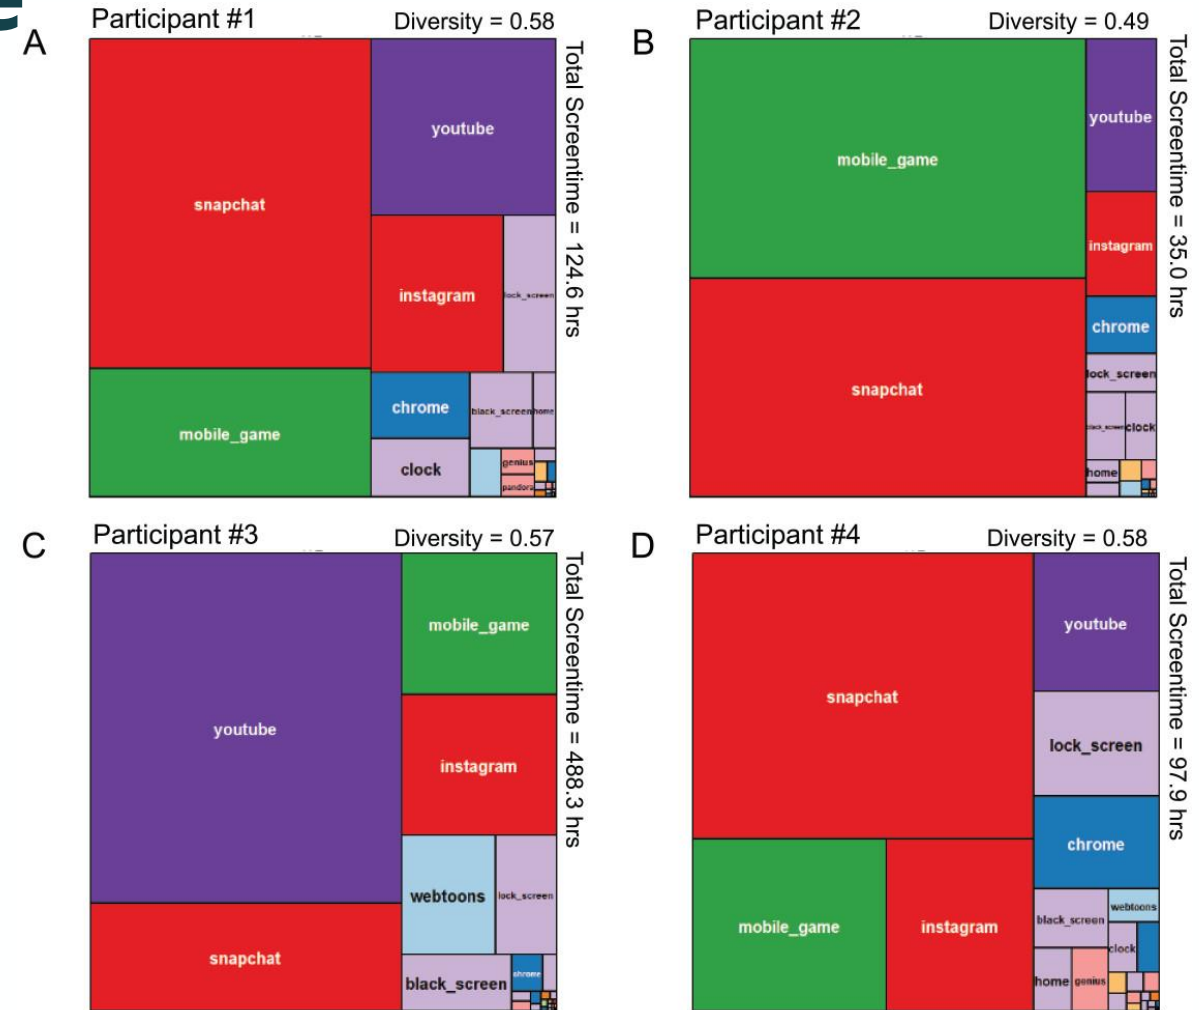 e
A
Participant #1
Diversity = 0.58
Total Screentime = 124.6 hrs
snapchat
youtube
instagram
lock_screen
mobile_game
chrome
black_screen
home
clock
genius
pandora
B
Participant #2
Diversity = 0.49
Total Screentime = 35.0 hrs
mobile_game
youtube
instagram
snapchat
chrome
lock_screen
black_screen
clock
home
C
Participant #3
Diversity = 0.57
Total Screentime = 488.3 hrs
youtube
mobile_game
instagram
webtoons
lock_screen
snapchat
black_screen
chrome
D
Participant #4
Diversity = 0.58
Total Screentime = 97.9 hrs
snapchat
youtube
lock_screen
chrome
mobile_game
instagram
black_screen
webtoons
clock
home
genius